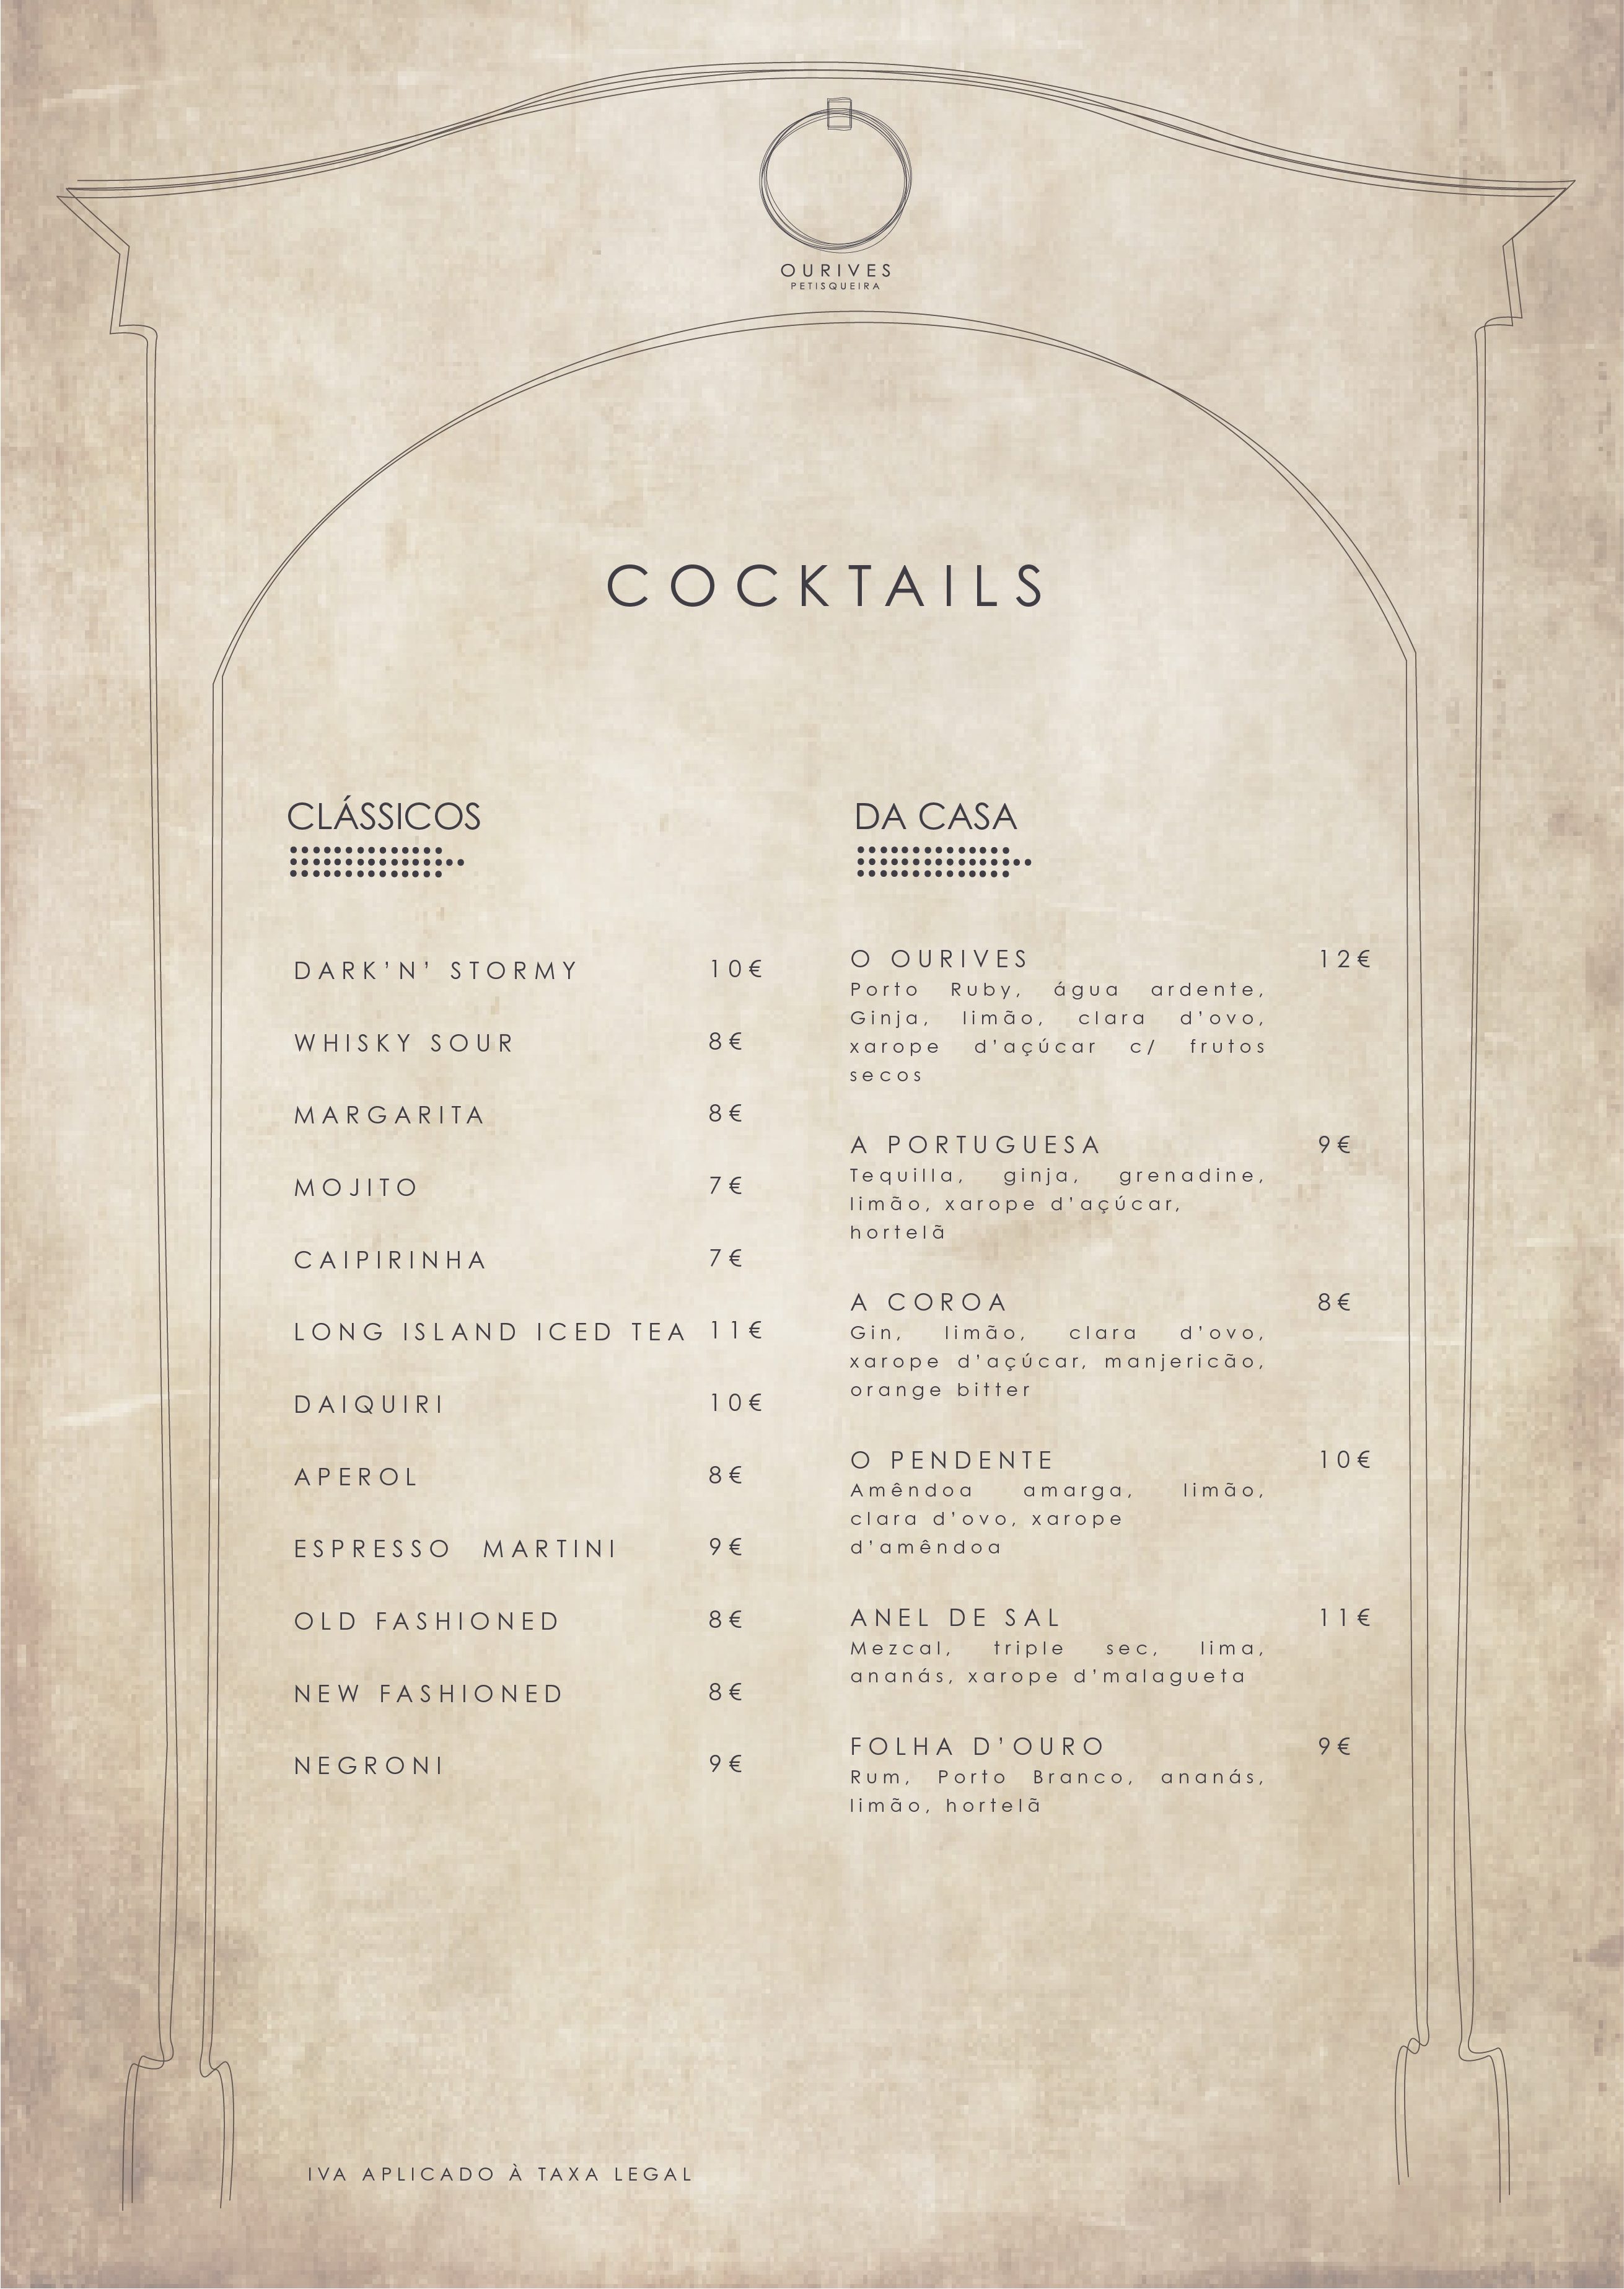 OURIVES
PETISQUEIRA
COCKTAILS
CLÁSSICOS
DARK'N' STORMY 10€
WHISKY SOUR 8€
MARGARITA 8€
MOJITO 7€
CAIPIRINHA 7€
LONG ISLAND ICED TEA 11€
DAIQUIRI 10€
APEROL 8€
ESPRESSO MARTINI 9€
OLD FASHIONED 8€
NEW FASHIONED 8€
NEGRONI 9€
DA CASA
O OURIVES 12€
Porto Ruby, água ardente,
Ginja, limão, clara d'ovo,
xarope d'açúcar c/ frutos
secos
A PORTUGUESA 9€
Tequilla, ginja, grenadine,
limão, xarope d'açúcar,
hortelã
A COROA 8€
Gin, limão, clara d'ovo,
xarope d'açúcar, manjericão,
orange bitter
O PENDENTE 10€
Amêndoa amarga, limão,
clara d'ovo, xarope
d'amêndoa
ANEL DE SAL 11€
Mezcal, triple sec, lima,
ananás, xarope d'malagueta
FOLHA D'OURO 9€
Rum, Porto Branco, ananás,
limão, hortelã
IVA APLICADO À TAXA LEGAL